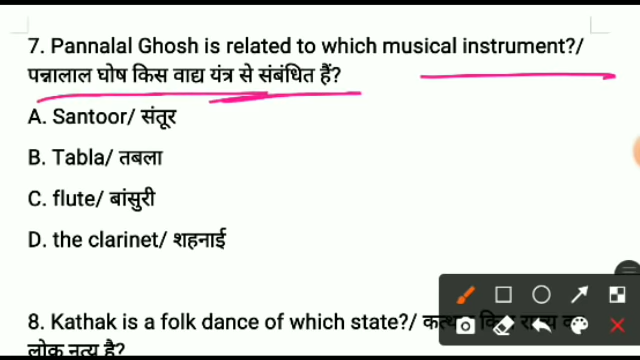 7. Pannalal Ghosh is related to which musical instrument?/
पन्नालाल घोष किस वाद्य यंत्र से संबंधित हैं?
A. Santoor/ संतूर
B. Tabla/ तबला
C. flute/ बांसुरी
D. the clarinet/ शहनाई
8. Kathak is a folk dance of which state?/
लोक नृत्य है?